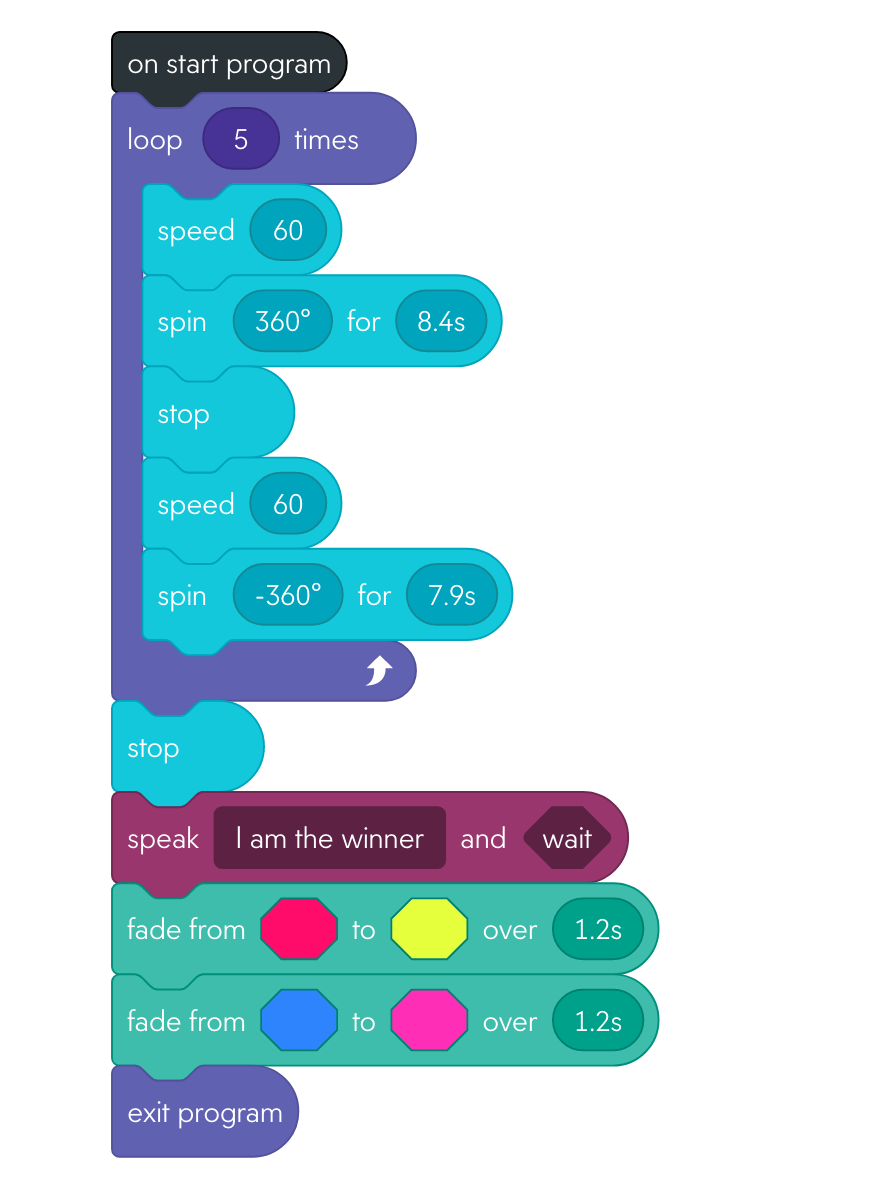 on start program
loop 5 times
speed 60
spin 360° for 8.4s
stop
speed 60
spin -360° for 7.9s
stop
speak I am the winner and wait
fade from to over 1.2s
fade from to over 1.2s
exit program